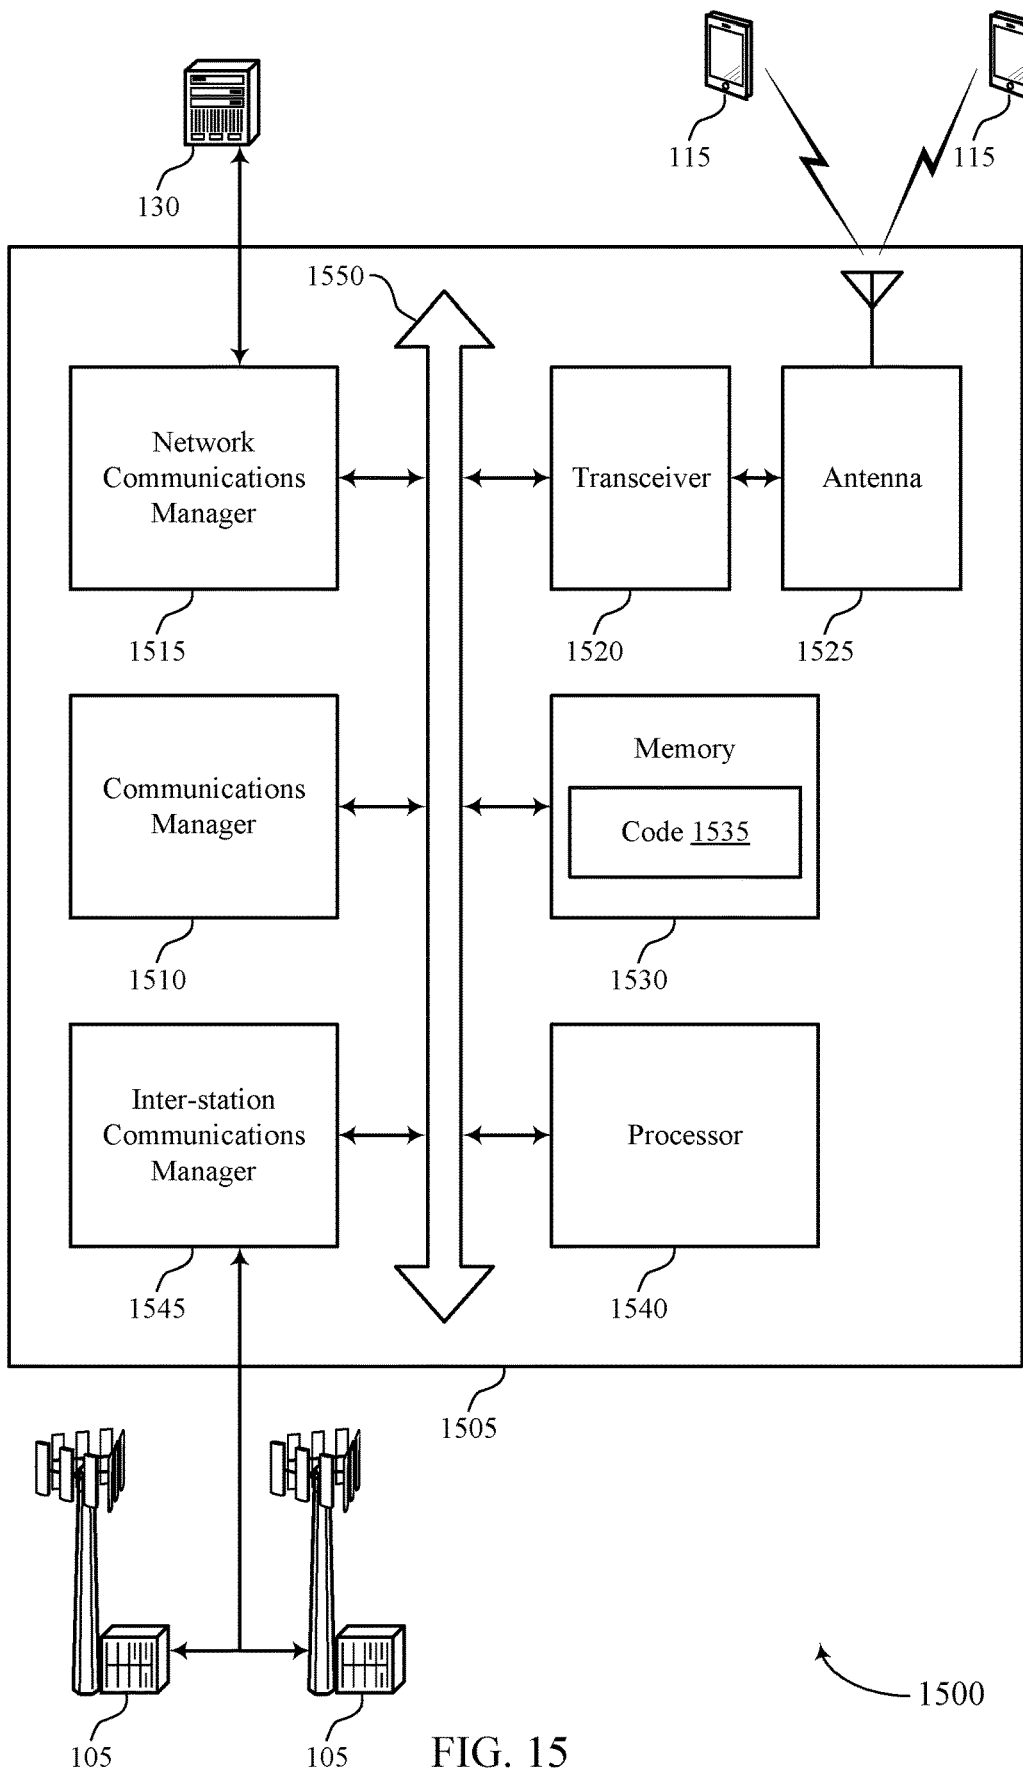 115
115
130
1550
Network
Communications
Manager
Transceiver
Antenna
1515
1520
1525
Communications
Manager
Memory
Code 1535
1510
1530
Inter-station
Communications
Manager
Processor
1545
1540
1505
1500
105
105
FIG. 15